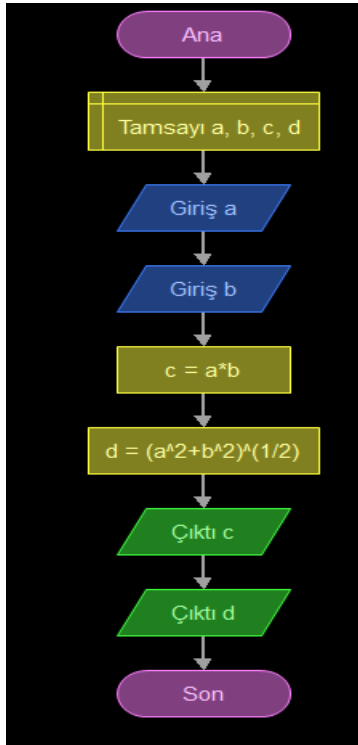 Ana
Tamsayı a, b, c, d
Giriş a
Giriş b
c = a*b
d = (a^2+b^2)^(1/2)
Çıktı c
Çıktı d
Son